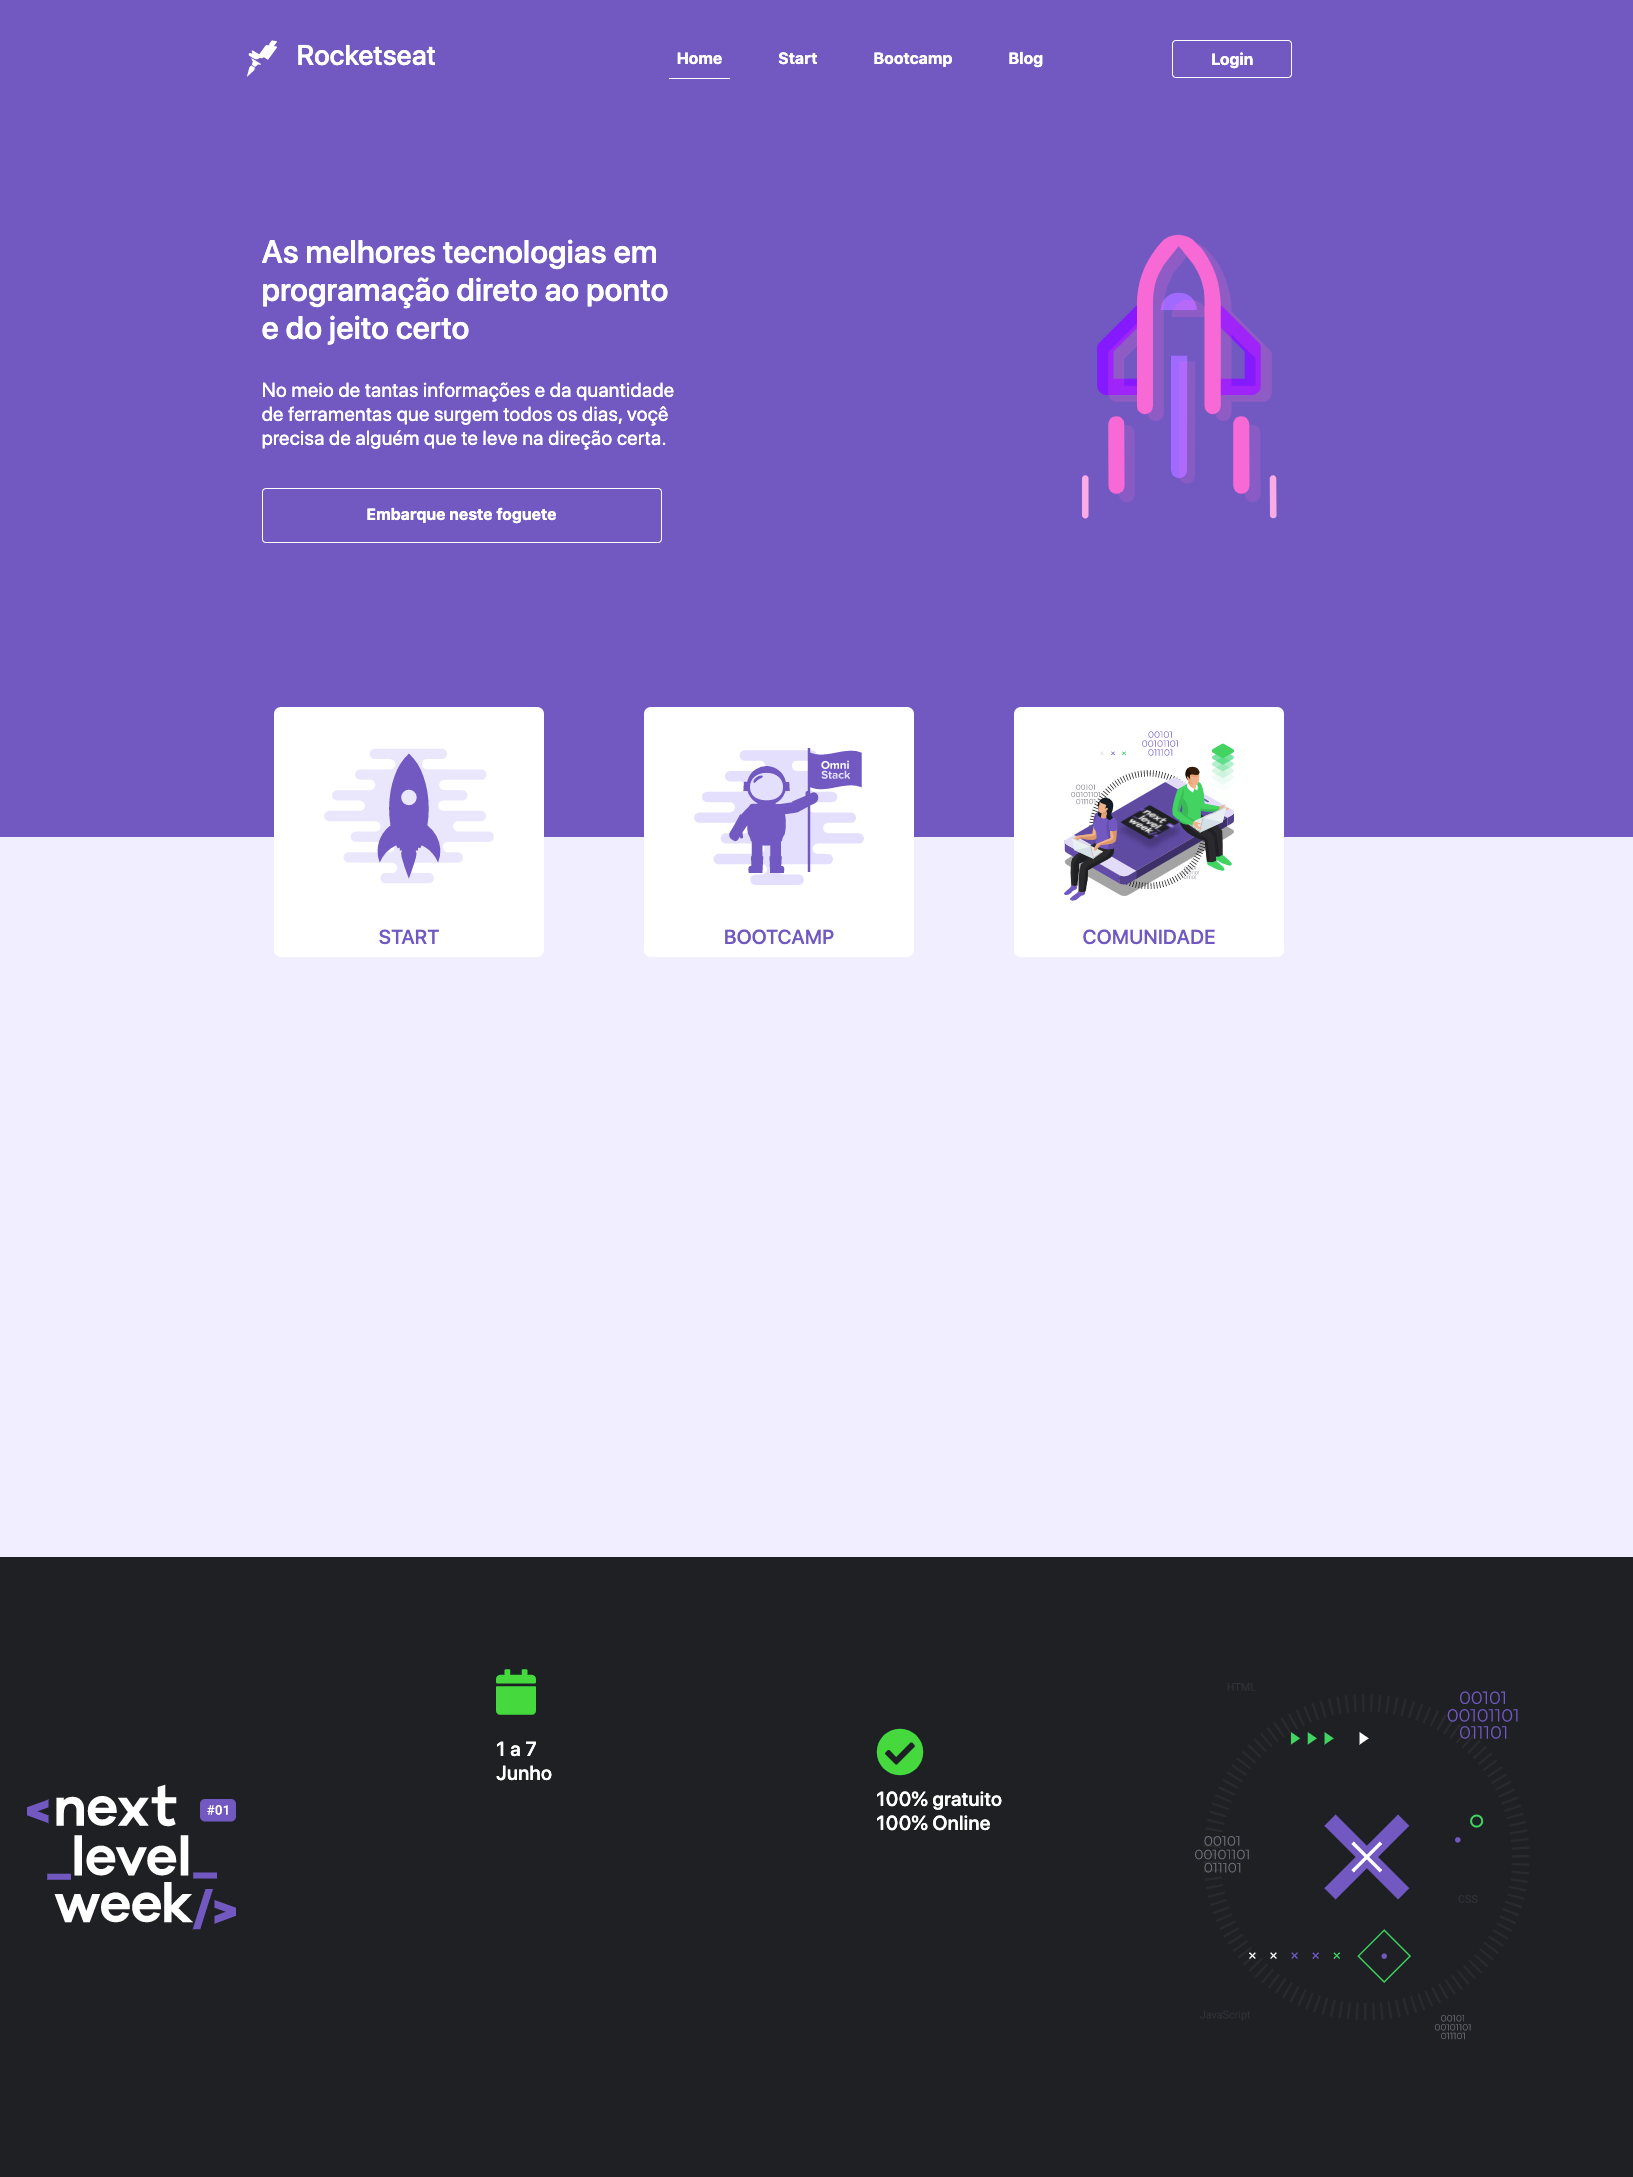 Rocketseat
Home
Start
Bootcamp
Blog
Login
As melhores tecnologias em
programação direto ao ponto
e do jeito certo
No meio de tantas informações e da quantidade
de ferramentas que surgem todos os dias, voçê
precisa de alguém que te leve na direção certa.
Embarque neste foguete
Omni
Stack
00101
00101101
011101
00101
00101101
011101
next
level
week
START
BOOTCAMP
COMUNIDADE
1 a 7
Junho
100% gratuito
100% Online
<next #01
_level_
week/>
HTML
00101
00101101
011101
00101
00101101
011101
CSS
JavaScript
00101
00101101
011101